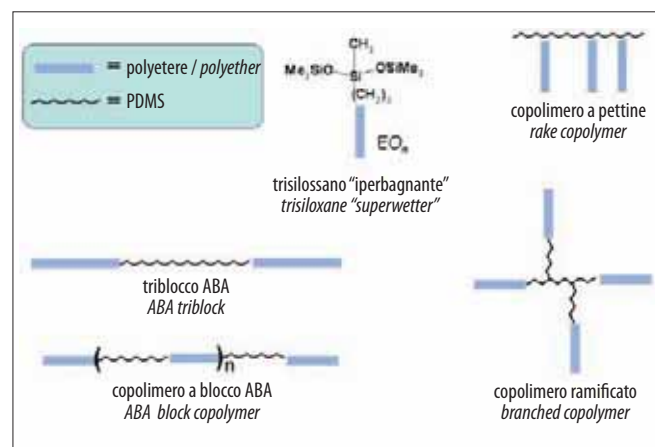 = polyetere / polyether
= PDMS
CH₃
Me₃SiO Si OSiMe₃
(CH₂)₃
EOₙ
trisilossano “iperbagnante”
trisiloxane “superwetter”
copolimero a pettine
rake copolymer
triblocco ABA
ABA triblock
( ) n
copolimero a blocco ABA
ABA block copolymer
copolimero ramificato
branched copolymer